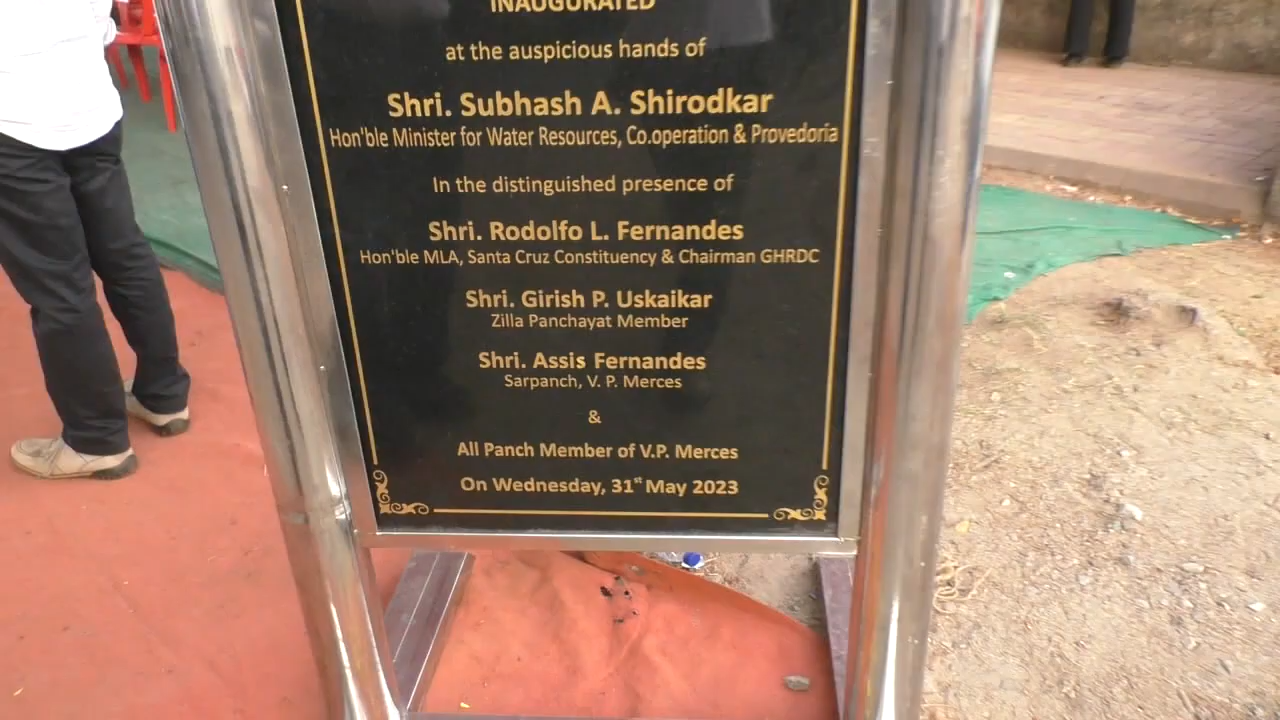 INAUGURATED
at the auspicious hands of
Shri. Subhash A. Shirodkar
Hon'ble Minister for Water Resources, Co.operation & Provedoria
In the distinguished presence of
Shri. Rodolfo L. Fernandes
Hon'ble MLA, Santa Cruz Constituency & Chairman GHRDC
Shri. Girish P. Uskaikar
Zilla Panchayat Member
Shri. Assis Fernandes
Sarpanch, V. P. Merces
&
All Panch Member of V.P. Merces
On Wednesday, 31st May 2023